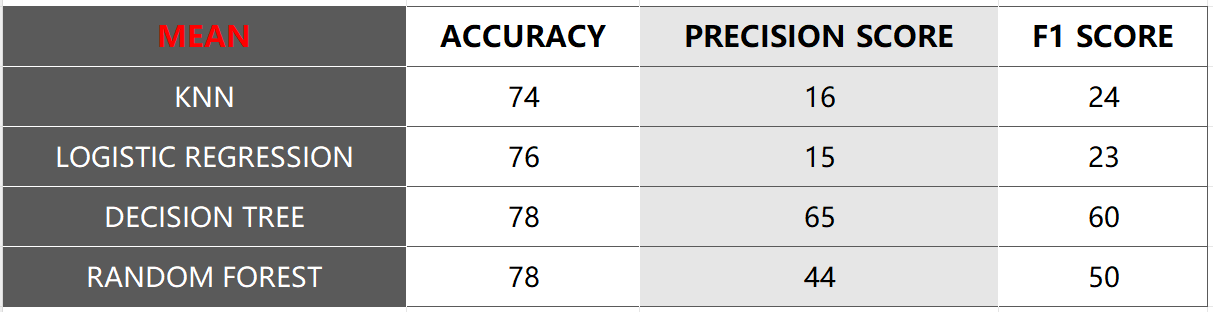 MEAN ACCURACY PRECISION SCORE F1 SCORE
KNN 74 16 24
LOGISTIC REGRESSION 76 15 23
DECISION TREE 78 65 60
RANDOM FOREST 78 44 50